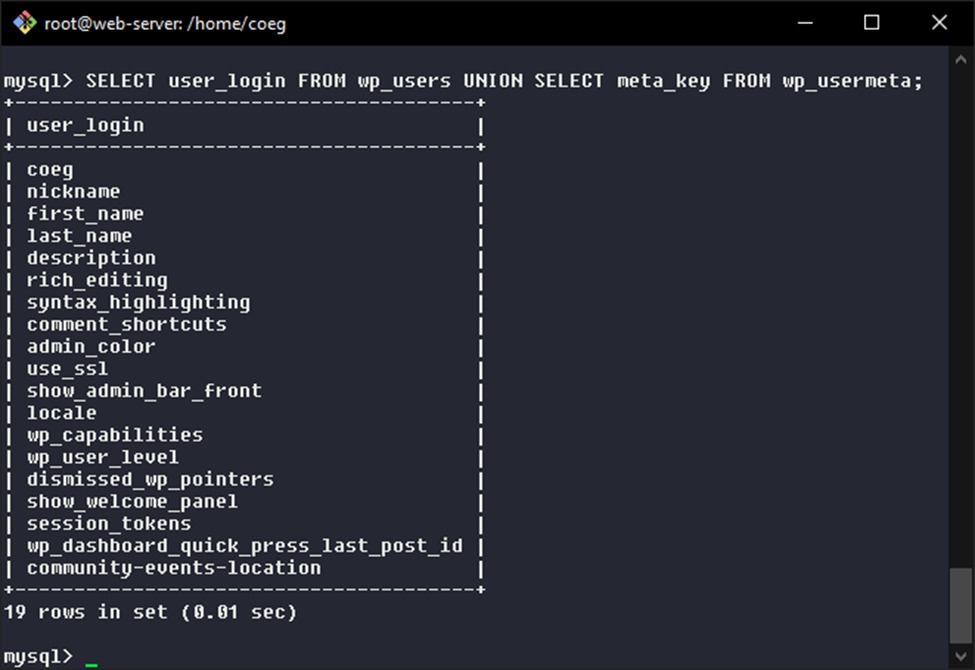 root@web-server: /home/coeg
mysql> SELECT user_login FROM wp_users UNION SELECT meta_key FROM wp_usermeta;
+---------------------------------------+
| user_login                            |
+---------------------------------------+
| coeg                                  |
| nickname                              |
| first_name                            |
| last_name                             |
| description                           |
| rich_editing                          |
| syntax_highlighting                   |
| comment_shortcuts                     |
| admin_color                           |
| use_ssl                               |
| show_admin_bar_front                  |
| locale                                |
| wp_capabilities                       |
| wp_user_level                         |
| dismissed_wp_pointers                 |
| show_welcome_panel                    |
| session_tokens                        |
| wp_dashboard_quick_press_last_post_id |
| community-events-location             |
+---------------------------------------+
19 rows in set (0.01 sec)
mysql> _